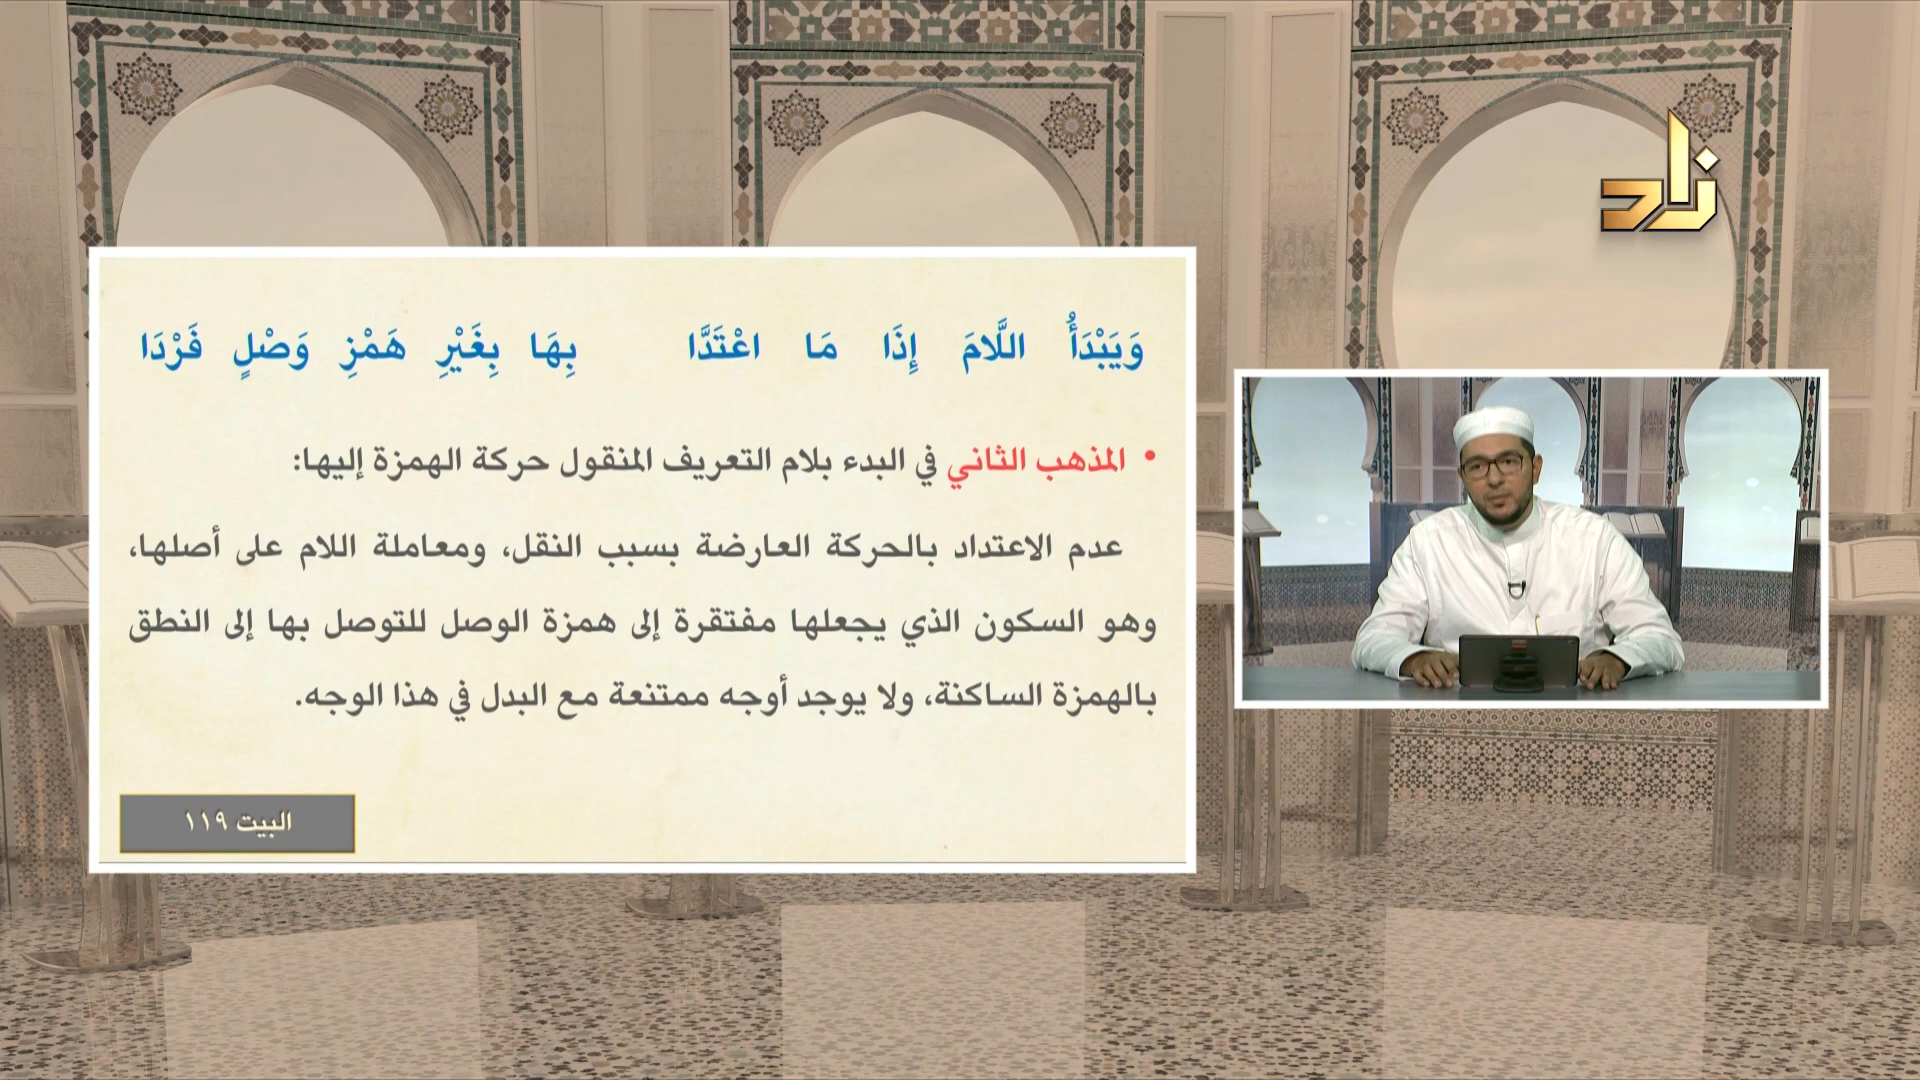 زاد
وَيَبْدَأُ اللَّامَ إِذَا مَا اعْتَدَّا بِهَا بِغَيْرِ هَمْزِ وَصْلٍ فَرْدَا
• المذهب الثاني في البدء بلام التعريف المنقول حركة الهمزة إليها:
عدم الاعتداد بالحركة العارضة بسبب النقل، ومعاملة اللام على أصلها،
وهو السكون الذي يجعلها مفتقرة إلى همزة الوصل للتوصل بها إلى النطق
بالهمزة الساكنة، ولا يوجد أوجه ممتنعة مع البدل في هذا الوجه.
البيت ١١٩